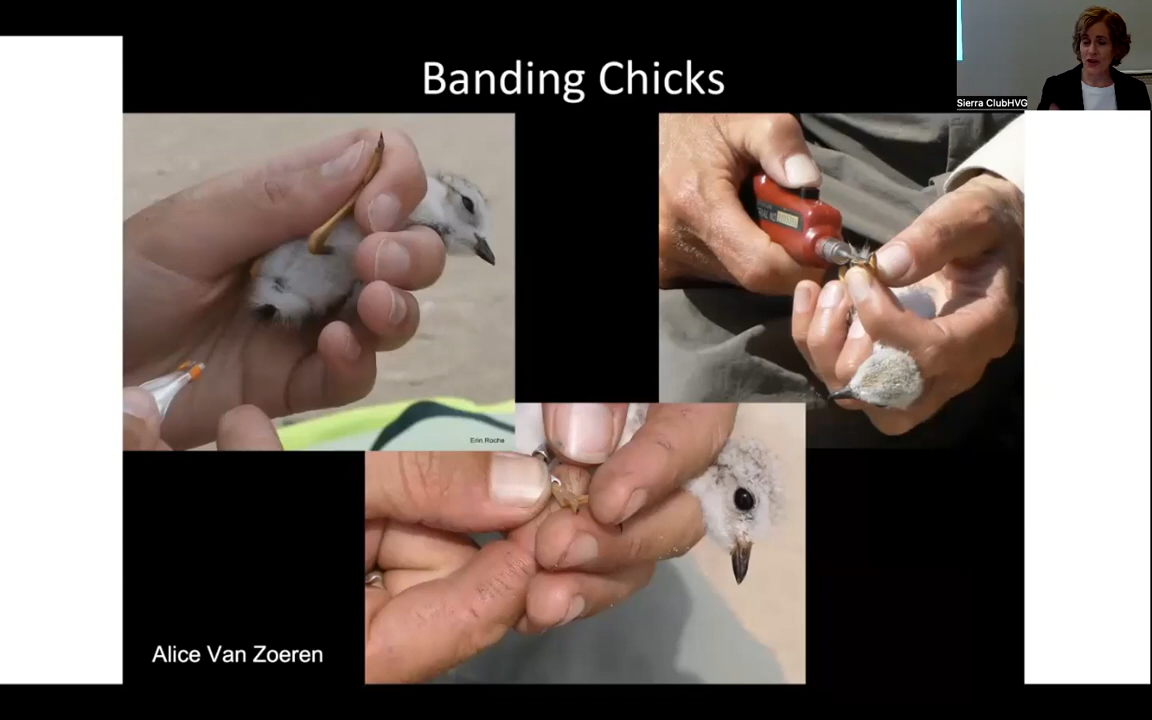 Banding Chicks
Sierra ClubHVG
Erin Roche
Alice Van Zoeren